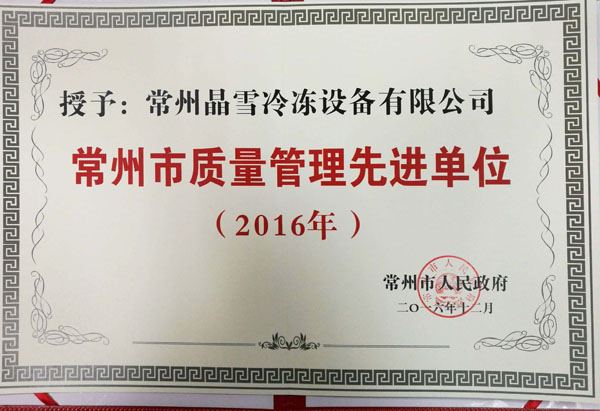 授予：常州晶雪冷冻设备有限公司
常州市质量管理先进单位
（2016年）
常州市人民政府
二〇一六年十二月